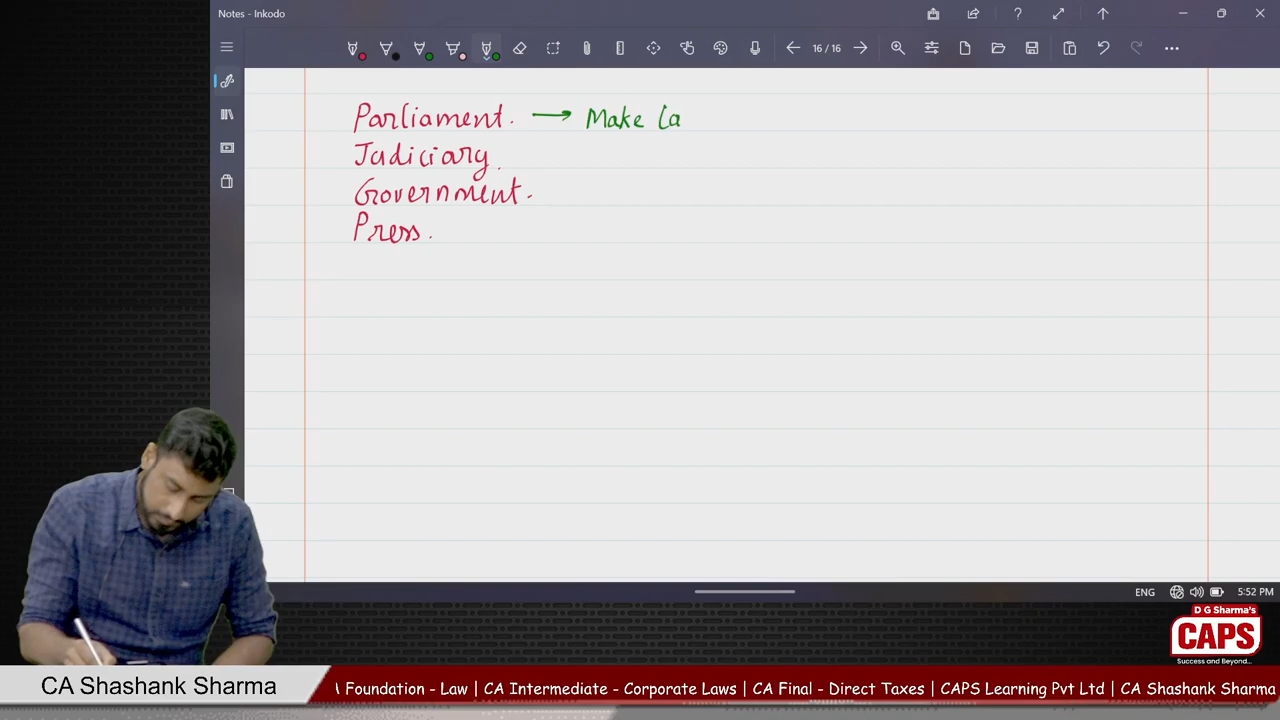 Notes - Inkodo
16/16
Parliament. → Make La
Judiciary.
Government.
Press.
ENG
5:52 PM
D G Sharma's
CAPS
Success and Beyond...
CA Shashank Sharma
Foundation - Law | CA Intermediate - Corporate Laws | CA Final - Direct Taxes | CAPS Learning Pvt Ltd | CA Shashank Sharma